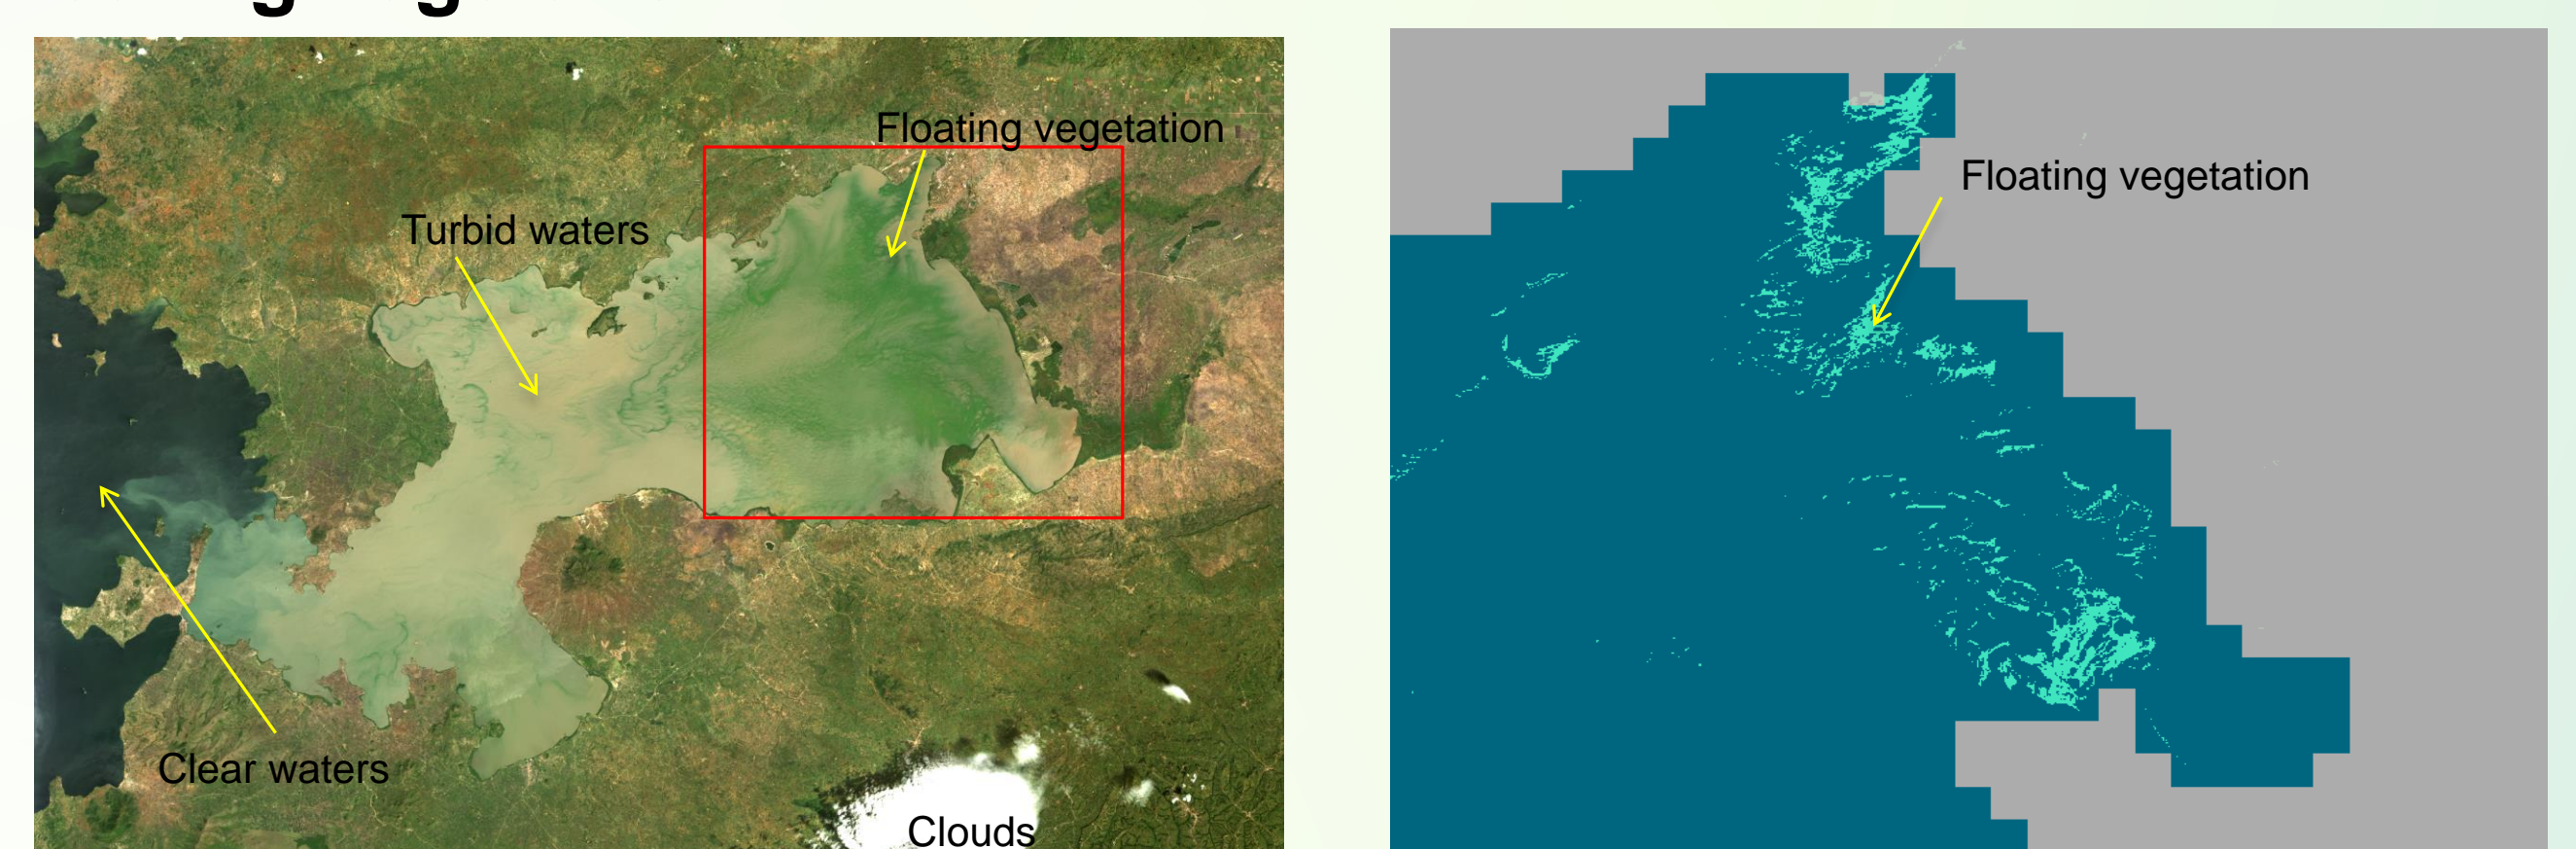 Floating vegetation
Turbid waters
Clear waters
Clouds
Floating vegetation